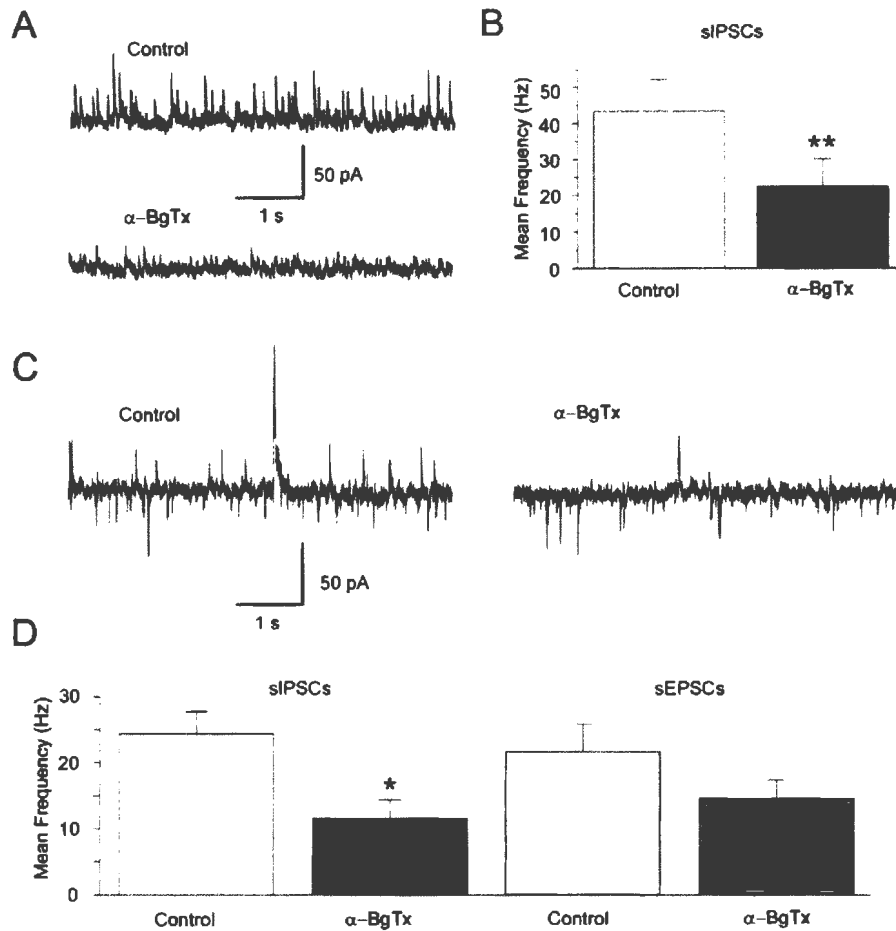 A
Control
50 pA
1 s
α-BgTx
B
sIPSCs
Mean Frequency (Hz)
50
40
30
20
10
0
**
Control
α-BgTx
C
Control
α-BgTx
50 pA
1 s
D
sIPSCs
sEPSCs
Mean Frequency (Hz)
30
20
10
0
*
Control
α-BgTx
Control
α-BgTx